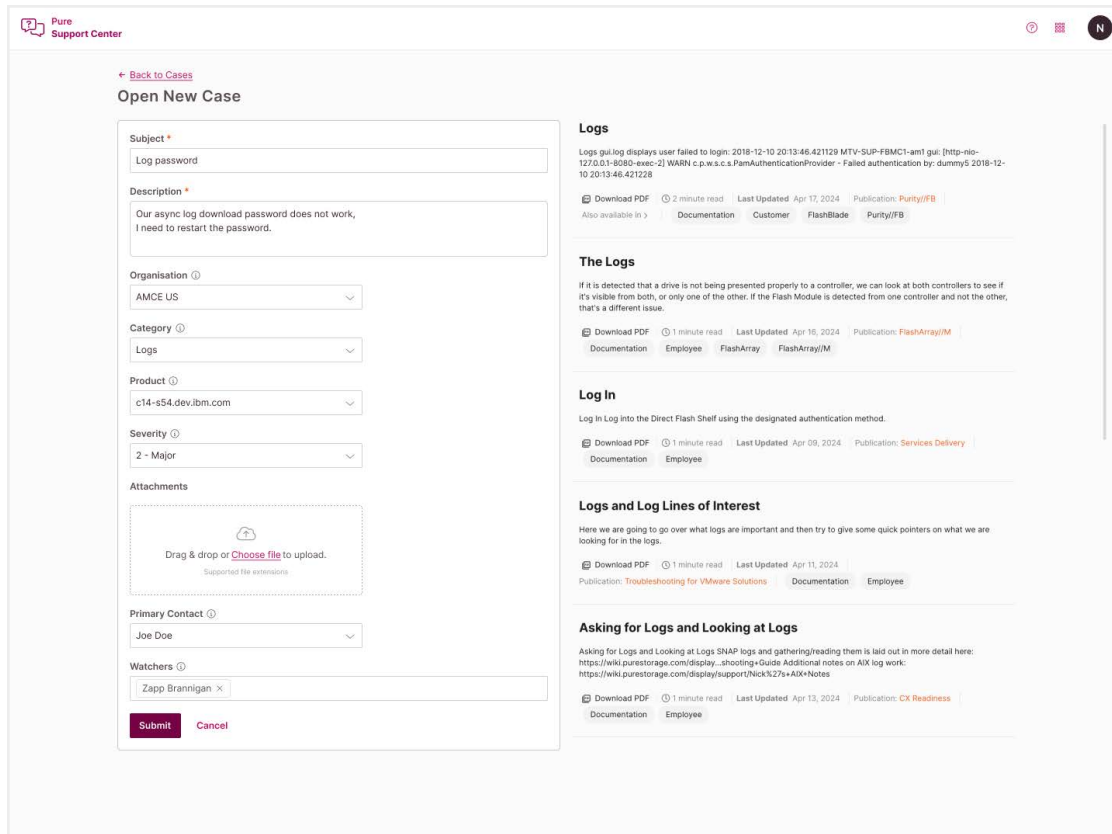 Pure
Support Center
N
← Back to Cases
Open New Case
Subject *
Log password
Description *
Our async log download password does not work,
I need to restart the password.
Organisation
AMCE US
Category
Logs
Product
c14-s54.dev.ibm.com
Severity
2 - Major
Attachments
Drag & drop or Choose file to upload.
Supported file extensions
Primary Contact
Joe Doe
Watchers
Zapp Brannigan ×
Submit Cancel
Logs
Logs gui.log displays user failed to login: 2018-12-10 20:13:46.421129 MTV-SUP-FBMC1-am1 gui: [http-nio-
127.0.0.1-8080-exec-2] WARN c.p.w.s.c.s.PamAuthenticationProvider - Failed authentication by: dummy5 2018-12-
10 20:13:46.421228
Download PDF 2 minute read Last Updated Apr 17, 2024 Publication: Purity//FB
Also available in > Documentation Customer FlashBlade Purity//FB
The Logs
If it is detected that a drive is not being presented properly to a controller, we can look at both controllers to see if
it's visible from both, or only one of the other. If the Flash Module is detected from one controller and not the other,
that's a different issue.
Download PDF 1 minute read Last Updated Apr 16, 2024 Publication: FlashArray//M
Documentation Employee FlashArray FlashArray//M
Log In
Log In Log into the Direct Flash Shelf using the designated authentication method.
Download PDF 1 minute read Last Updated Apr 09, 2024 Publication: Services Delivery
Documentation Employee
Logs and Log Lines of Interest
Here we are going to go over what logs are important and then try to give some quick pointers on what we are
looking for in the logs.
Download PDF 1 minute read Last Updated Apr 11, 2024
Publication: Troubleshooting for VMware Solutions Documentation Employee
Asking for Logs and Looking at Logs
Asking for Logs and Looking at Logs SNAP logs and gathering/reading them is laid out in more detail here:
https://wiki.purestorage.com/display...shooting+Guide Additional notes on AIX log work:
https://wiki.purestorage.com/display/support/Nick%27s+AIX+Notes
Download PDF 1 minute read Last Updated Apr 13, 2024 Publication: CX Readiness
Documentation Employee